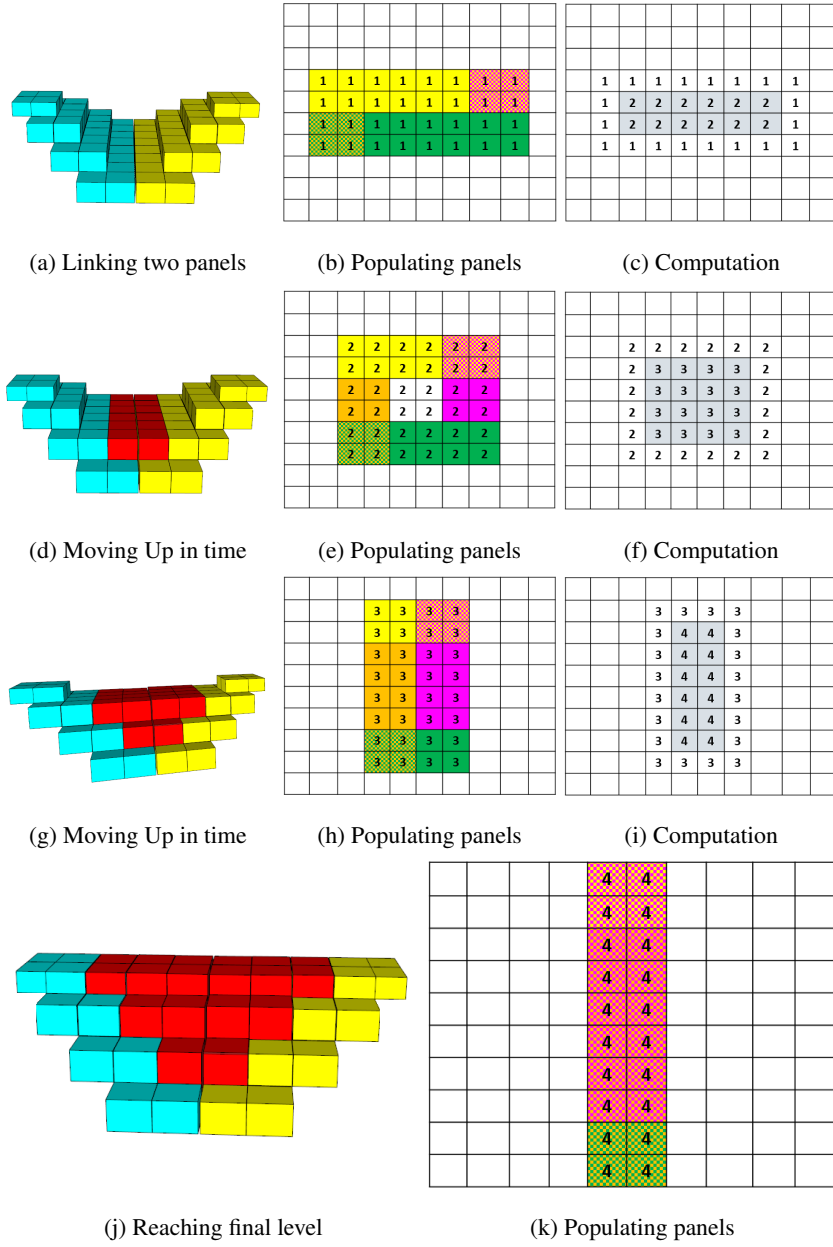 1 1 1 1 1 1 1 1
1 1 1 1 1 1 1 1
1 1 1 1 1 1 1 1
1 1 1 1 1 1 1 1
1 1 1 1 1 1 1 1
1 2 2 2 2 2 2 1
1 2 2 2 2 2 2 1
1 1 1 1 1 1 1 1
(a) Linking two panels
(b) Populating panels
(c) Computation
2 2 2 2 2 2
2 2 2 2 2 2
2 2 2 2 2 2
2 2 2 2 2 2
2 2 2 2 2 2
2 2 2 2 2 2
2 2 2 2 2 2
2 3 3 3 3 2
2 3 3 3 3 2
2 3 3 3 3 2
2 3 3 3 3 2
2 2 2 2 2 2
(d) Moving Up in time
(e) Populating panels
(f) Computation
3 3 3 3
3 3 3 3
3 3 3 3
3 3 3 3
3 3 3 3
3 3 3 3
3 3 3 3
3 3 3 3
3 3 3 3
3 4 4 3
3 4 4 3
3 4 4 3
3 4 4 3
3 4 4 3
3 4 4 3
3 3 3 3
(g) Moving Up in time
(h) Populating panels
(i) Computation
4 4
4 4
4 4
4 4
4 4
4 4
4 4
4 4
4 4
4 4
(j) Reaching final level
(k) Populating panels